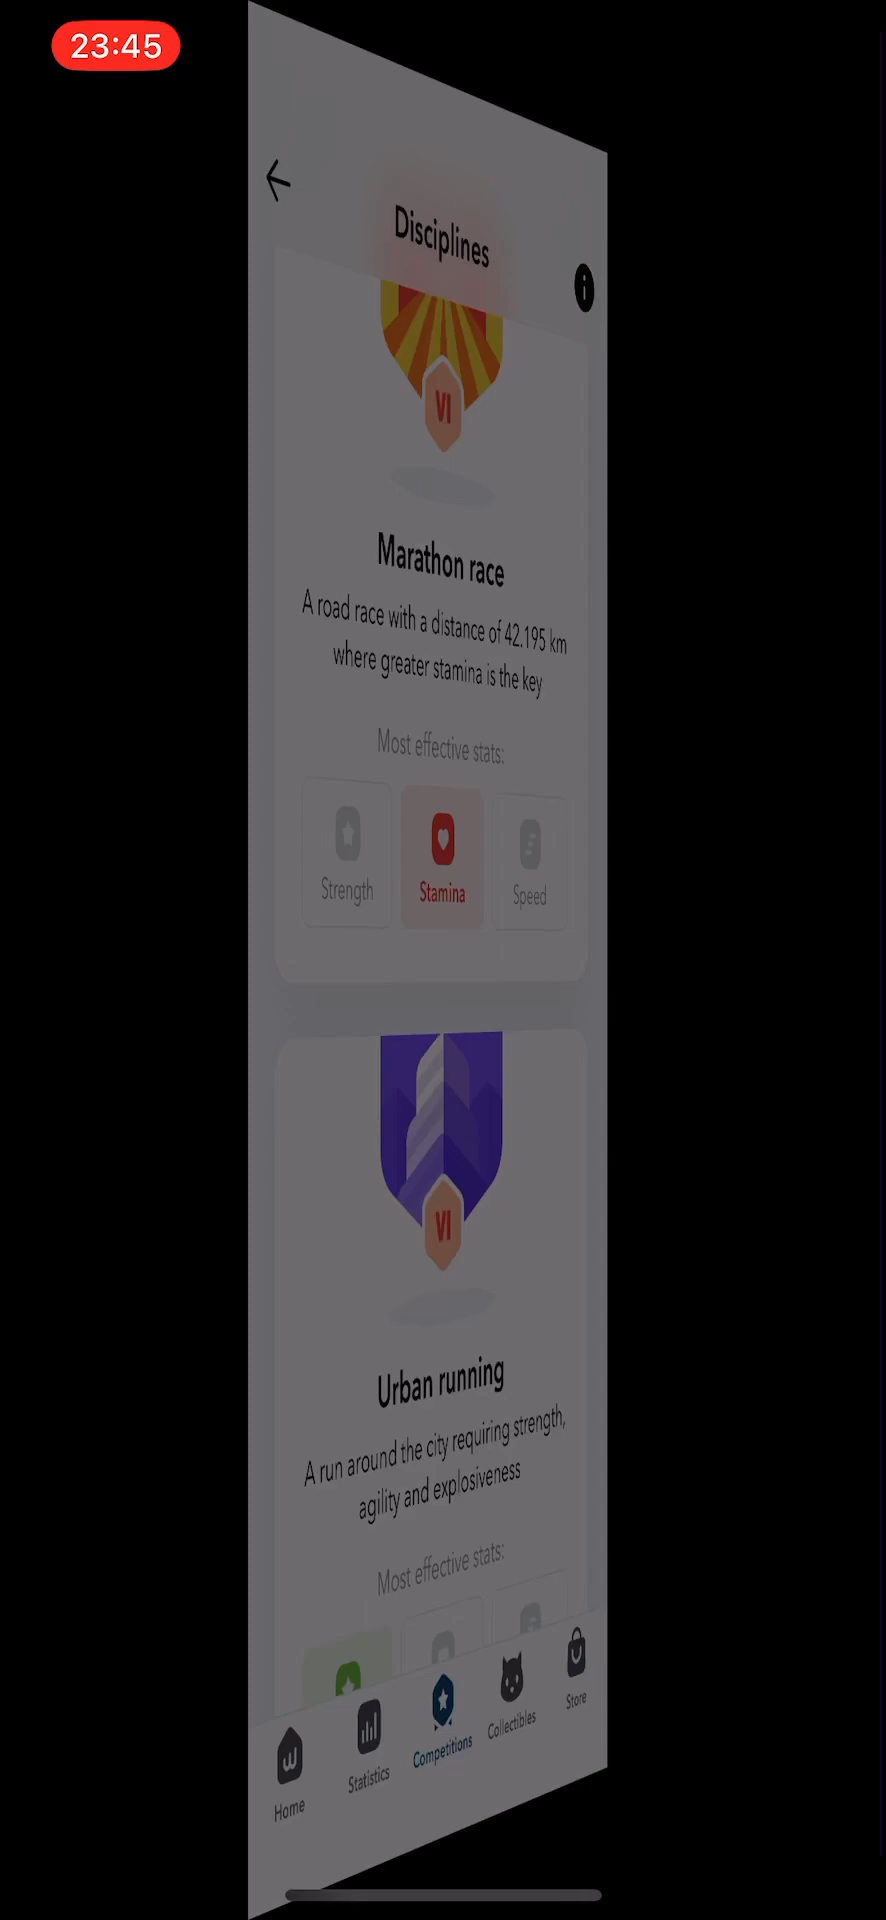 23:45
Disciplines
VI
Marathon race
A road race with a distance of 42.195 km
where greater stamina is the key
Most effective stats:
Strength
Stamina
Speed
VI
Urban running
A run around the city requiring strength,
agility and explosiveness
Most effective stats:
Home
Statistics
Competitions
Collectibles
Store